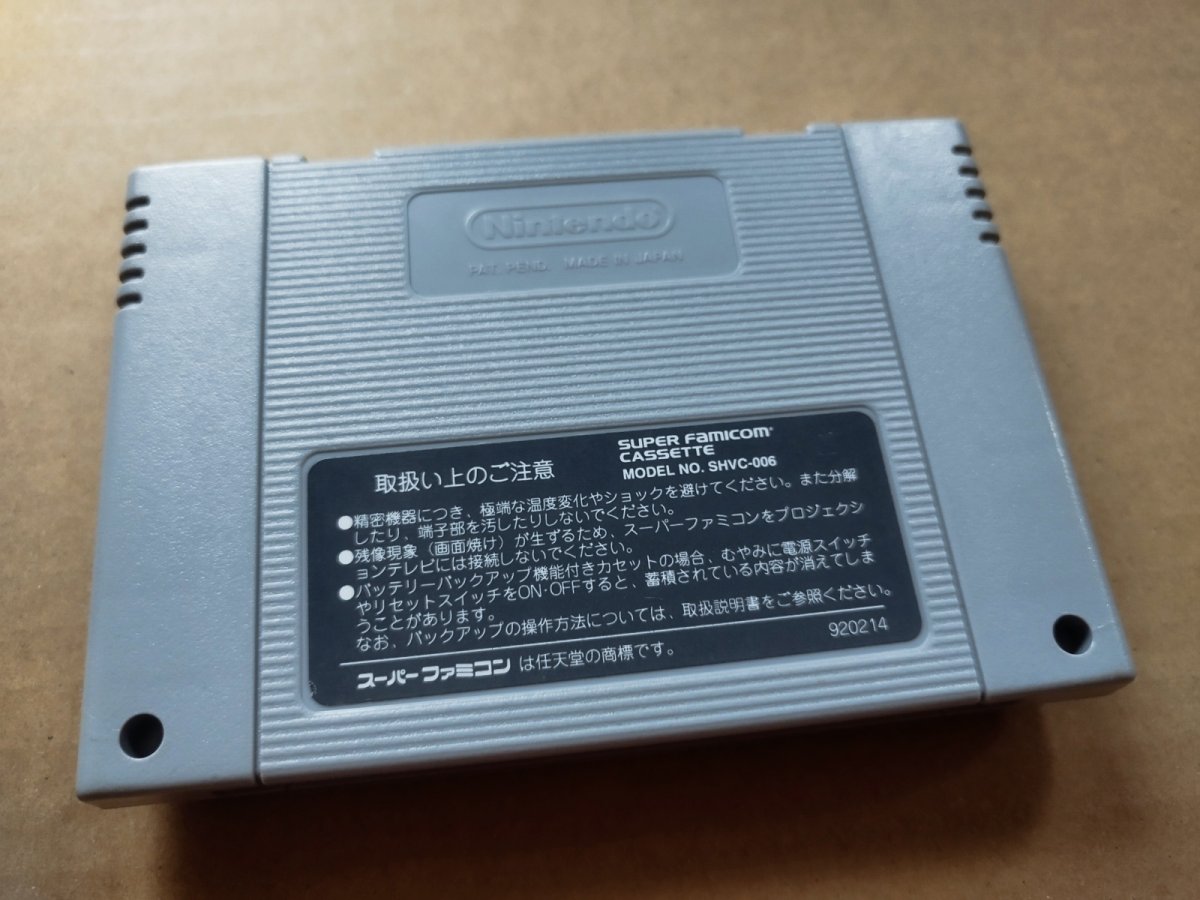 Nintendo
PAT. PEND. MADE IN JAPAN
取扱い上のご注意
SUPER FAMICOM
CASSETTE
MODEL NO. SHVC-006
●精密機器につき、極端な温度変化やショックを避けてください。また分解
したり、端子部を汚したりしないでください。
●残像現象（画面焼け）が生ずるため、スーパーファミコンをプロジェクシ
ョンテレビには接続しないでください。
●バッテリーバックアップ機能付きカセットの場合、むやみに電源スイッチ
やリセットスイッチをON・OFFすると、蓄積されている内容が消えてしま
うことがあります。
なお、バックアップの操作方法については、取扱説明書をご参照ください。
920214
スーパーファミコン は任天堂の商標です。